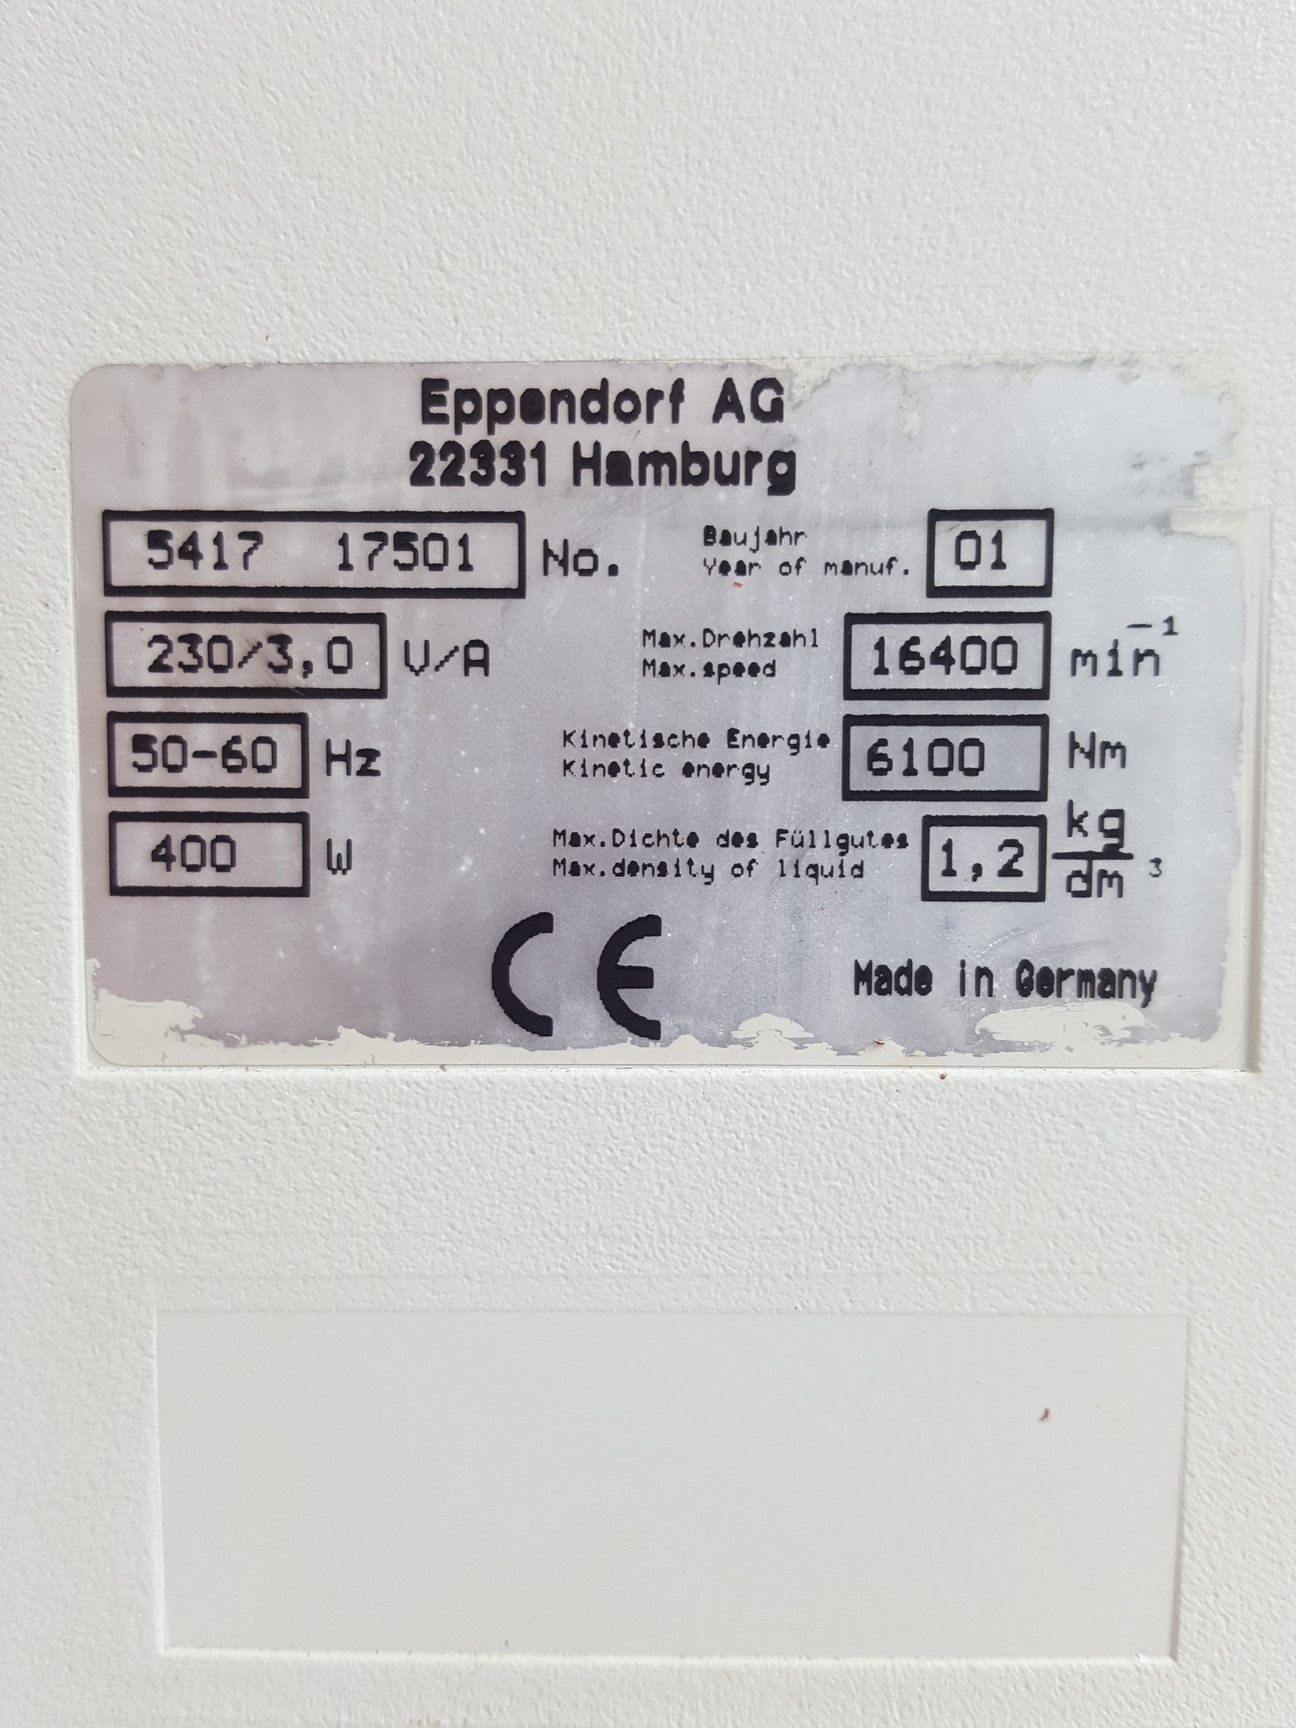 Eppendorf AG
22331 Hamburg
5417 17501 No.
Baujahr
Year of manuf. 01
230/3,0 V/A
Max.Drehzahl
Max.speed 16400 min⁻¹
50-60 Hz
Kinetische Energie
Kinetic energy 6100 Nm
400 W
Max.Dichte des Füllgutes
Max.density of liquid 1,2 kg/dm³
CE
Made in Germany